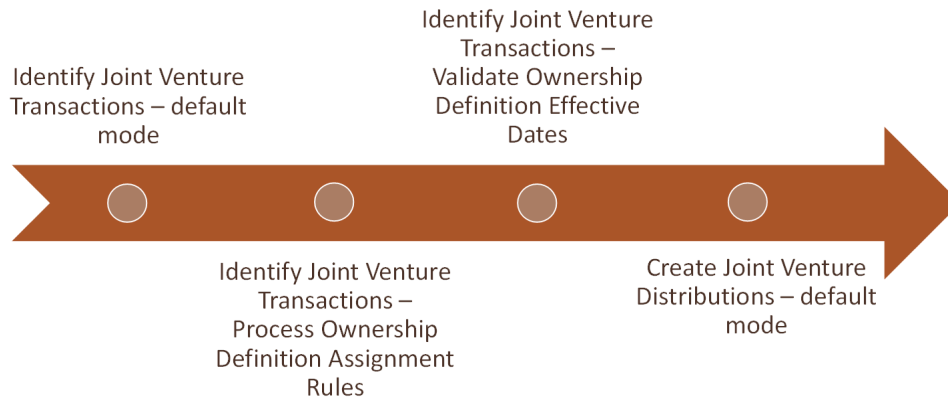 Identify Joint Venture
Transactions – default
mode
Identify Joint Venture
Transactions –
Process Ownership
Definition Assignment
Rules
Identify Joint Venture
Transactions –
Validate Ownership
Definition Effective
Dates
Create Joint Venture
Distributions – default
mode